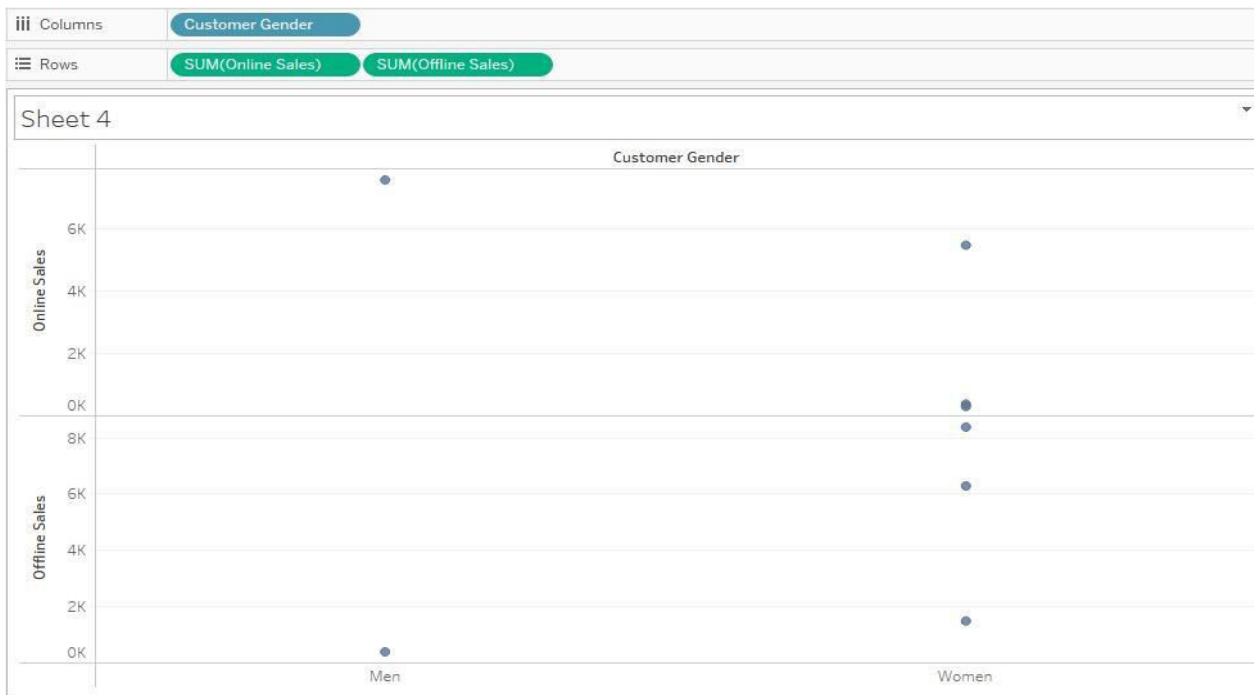 Columns Customer Gender
Rows SUM(Online Sales) SUM(Offline Sales)
Sheet 4
Customer Gender
Online Sales
6K
4K
2K
0K
Offline Sales
8K
6K
4K
2K
0K
Men Women